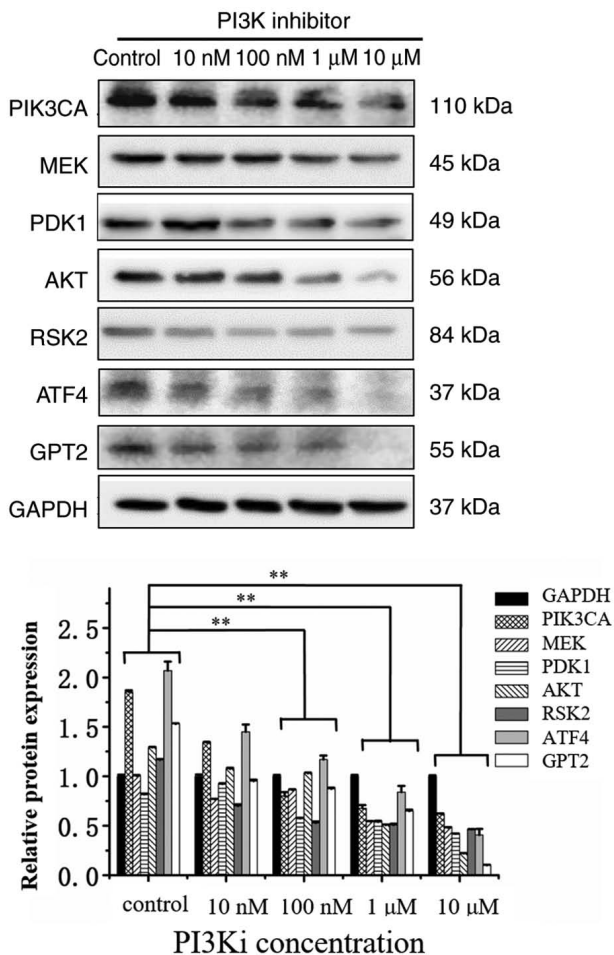 PI3K inhibitor
Control 10 nM 100 nM 1 μM 10 μM
PIK3CA 110 kDa
MEK 45 kDa
PDK1 49 kDa
AKT 56 kDa
RSK2 84 kDa
ATF4 37 kDa
GPT2 55 kDa
GAPDH 37 kDa
**
**
**
GAPDH
PIK3CA
MEK
PDK1
AKT
RSK2
ATF4
GPT2
Relative protein expression
2.5
2.0
1.5
1.0
0.5
0.0
control 10 nM 100 nM 1 μM 10 μM
PI3Ki concentration